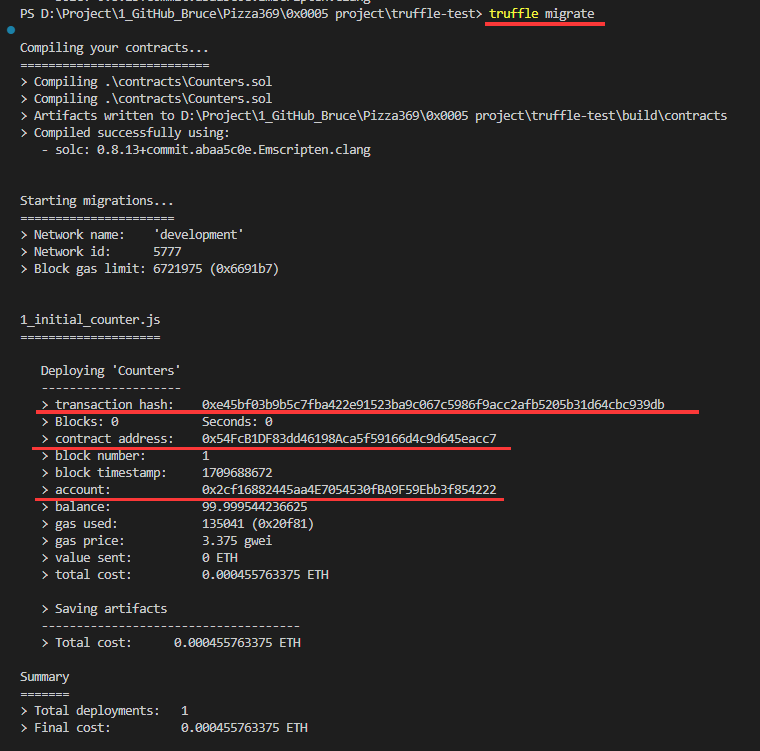 PS D:\Project\1_GitHub_Bruce\Pizza369\0x0005 project\truffle-test> truffle migrate
Compiling your contracts...
===========================
> Compiling .\contracts\Counters.sol
> Compiling .\contracts\Counters.sol
> Artifacts written to D:\Project\1_GitHub_Bruce\Pizza369\0x0005 project\truffle-test\build\contracts
> Compiled successfully using:
- solc: 0.8.13+commit.abaa5c0e.Emscripten.clang
Starting migrations...
======================
> Network name: 'development'
> Network id: 5777
> Block gas limit: 6721975 (0x6691b7)
1_initial_counter.js
====================
Deploying 'Counters'
--------------------
> transaction hash: 0xe45bf03b9b5c7fba422e91523ba9c067c5986f9acc2afb5205b31d64cbc939db
> Blocks: 0 Seconds: 0
> contract address: 0x54FcB1DF83dd46198Aca5f59166d4c9d645eacc7
> block number: 1
> block timestamp: 1709688672
> account: 0x2cf16882445aa4E7054530fBA9F59Ebb3f854222
> balance: 99.999544236625
> gas used: 135041 (0x20f81)
> gas price: 3.375 gwei
> value sent: 0 ETH
> total cost: 0.000455763375 ETH
> Saving artifacts
-------------------------------------
> Total cost: 0.000455763375 ETH
Summary
=======
> Total deployments: 1
> Final cost: 0.000455763375 ETH